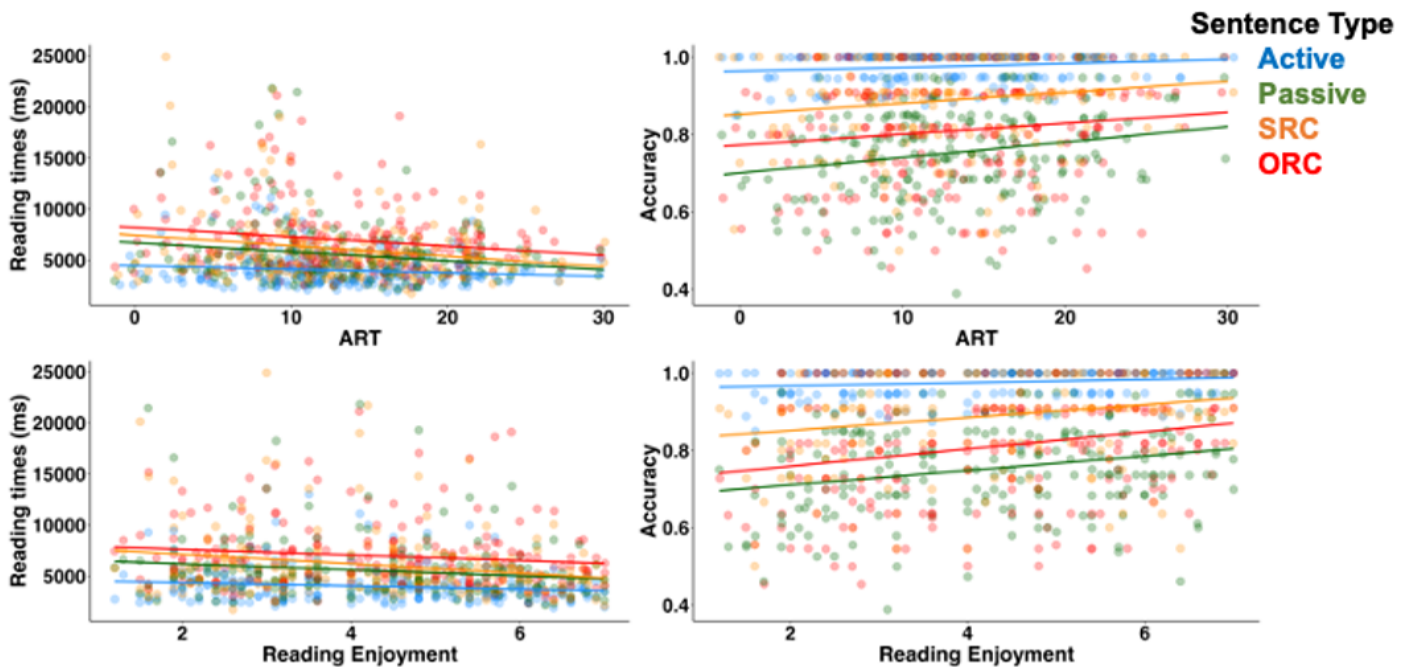 Sentence Type
Active
Passive
SRC
ORC
Reading times (ms)
25000
20000
15000
10000
5000
0 10 20 30
ART
Accuracy
1.0
0.8
0.6
0.4
0 10 20 30
ART
Reading times (ms)
25000
20000
15000
10000
5000
2 4 6
Reading Enjoyment
Accuracy
1.0
0.8
0.6
0.4
2 4 6
Reading Enjoyment